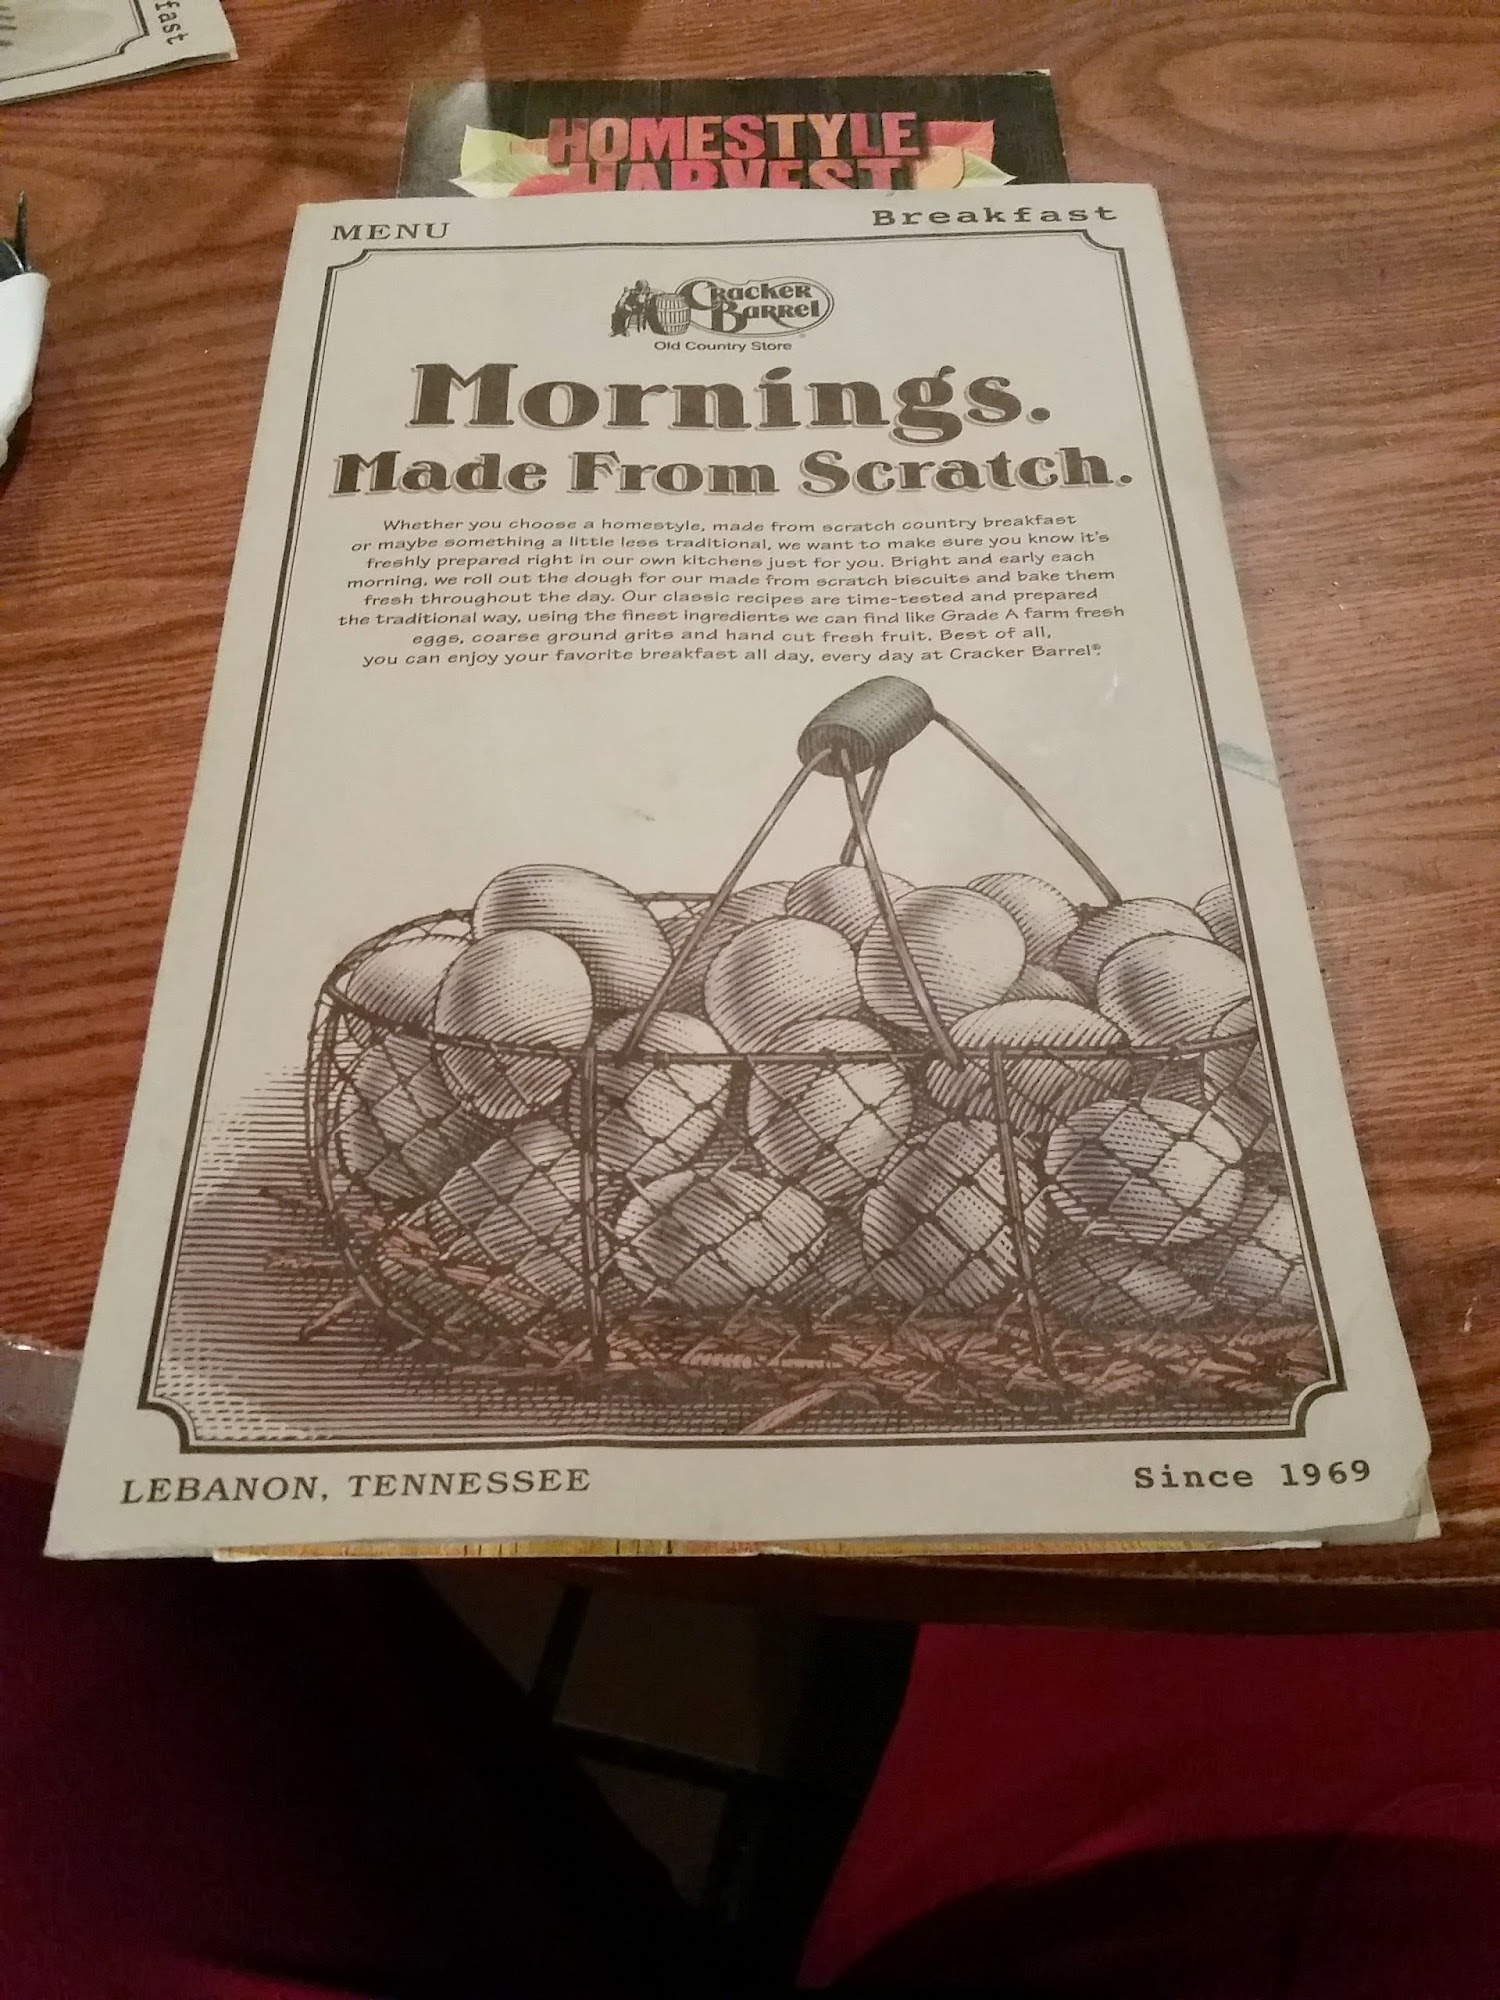 fast
HOMESTYLE
HARVEST
MENU
Breakfast
Cracker
Barrel
Old Country Store
Mornings.
Made From Scratch.
Whether you choose a homestyle, made from scratch country breakfast
or maybe something a little less traditional, we want to make sure you know it's
freshly prepared right in our own kitchens just for you. Bright and early each
morning, we roll out the dough for our made from scratch biscuits and bake them
fresh throughout the day. Our classic recipes are time-tested and prepared
the traditional way, using the finest ingredients we can find like Grade A farm fresh
eggs, coarse ground grits and hand cut fresh fruit. Best of all,
you can enjoy your favorite breakfast all day, every day at Cracker Barrel®.
LEBANON, TENNESSEE
Since 1969